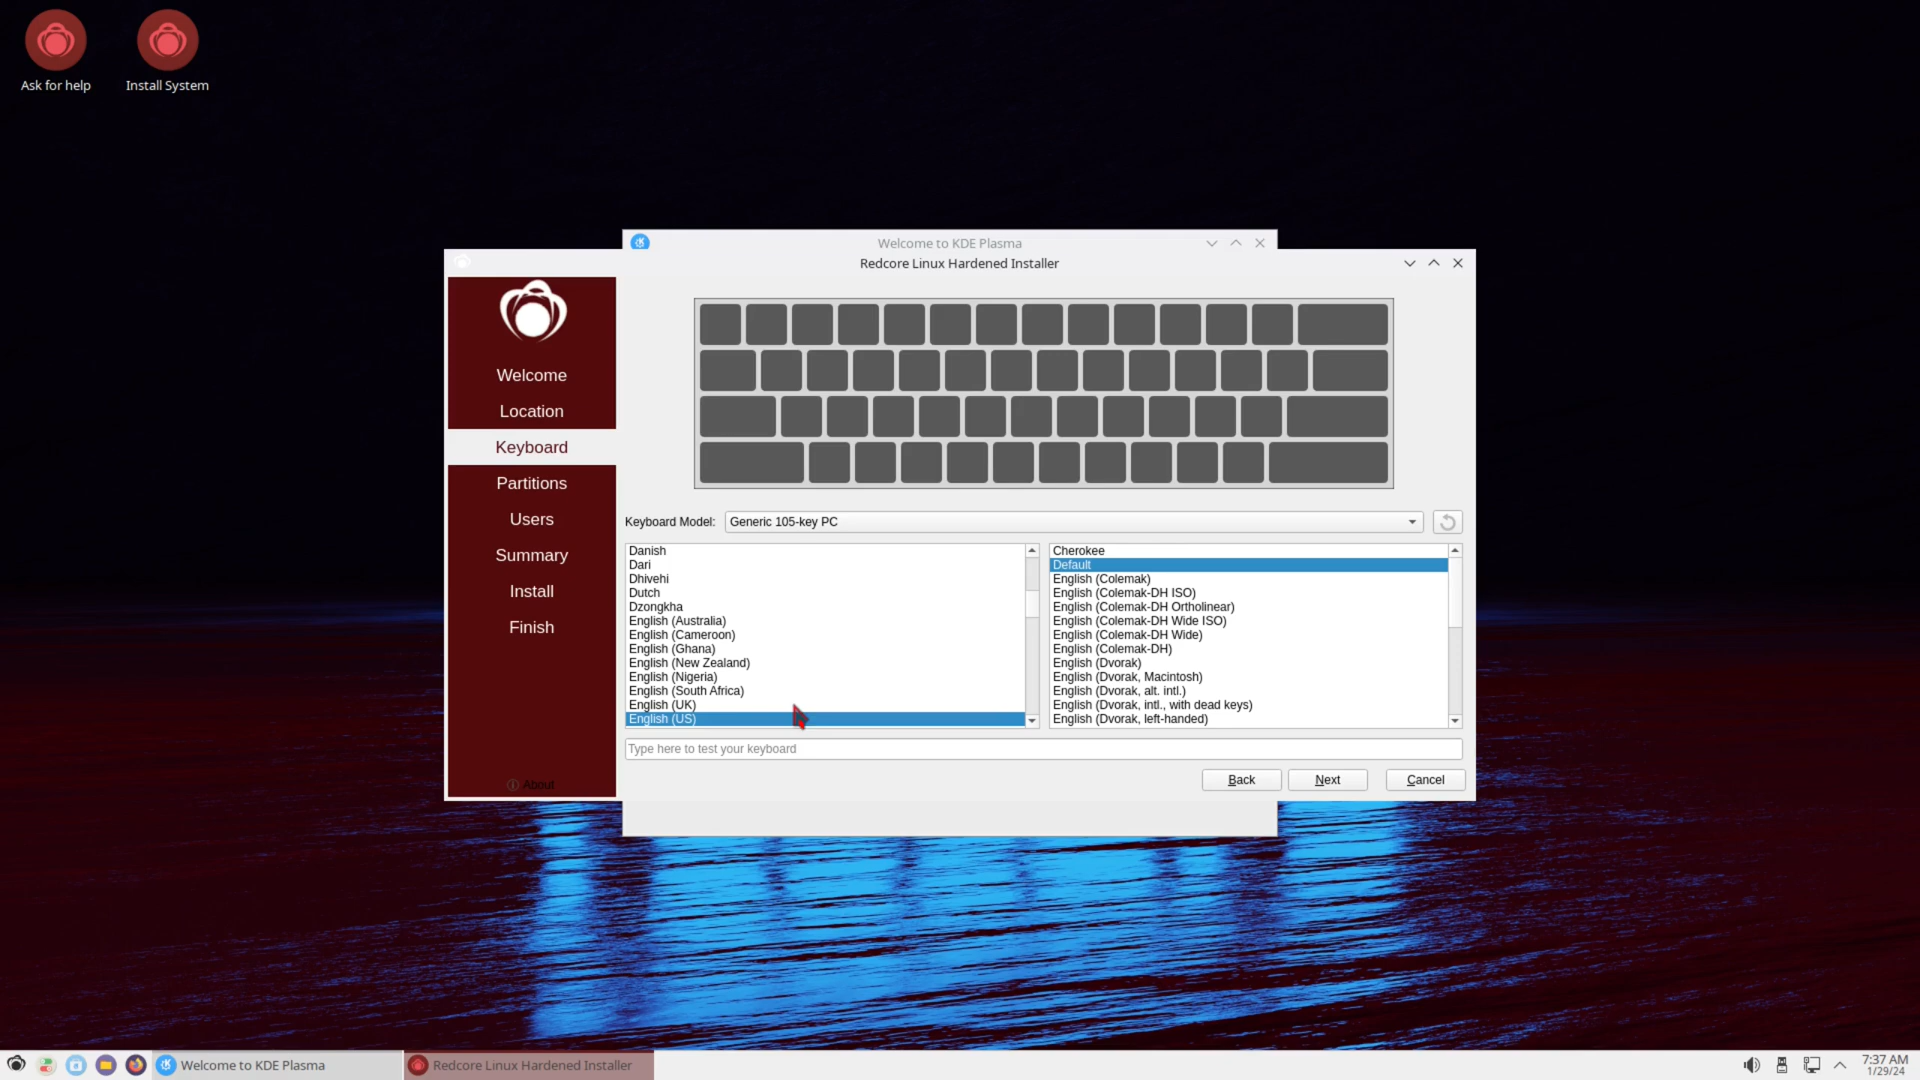 Ask for help
Install System
Welcome to KDE Plasma
Redcore Linux Hardened Installer
Welcome
Location
Keyboard
Partitions
Users
Summary
Install
Finish
About
Keyboard Model:
Generic 105-key PC
Danish
Dari
Dhivehi
Dutch
Dzongkha
English (Australia)
English (Cameroon)
English (Ghana)
English (New Zealand)
English (Nigeria)
English (South Africa)
English (UK)
English (US)
Cherokee
Default
English (Colemak)
English (Colemak-DH ISO)
English (Colemak-DH Ortholinear)
English (Colemak-DH Wide ISO)
English (Colemak-DH Wide)
English (Colemak-DH)
English (Dvorak)
English (Dvorak, Macintosh)
English (Dvorak, alt. intl.)
English (Dvorak, intl., with dead keys)
English (Dvorak, left-handed)
Type here to test your keyboard
Back
Next
Cancel
Welcome to KDE Plasma
Redcore Linux Hardened Installer
7:37 AM
1/29/24